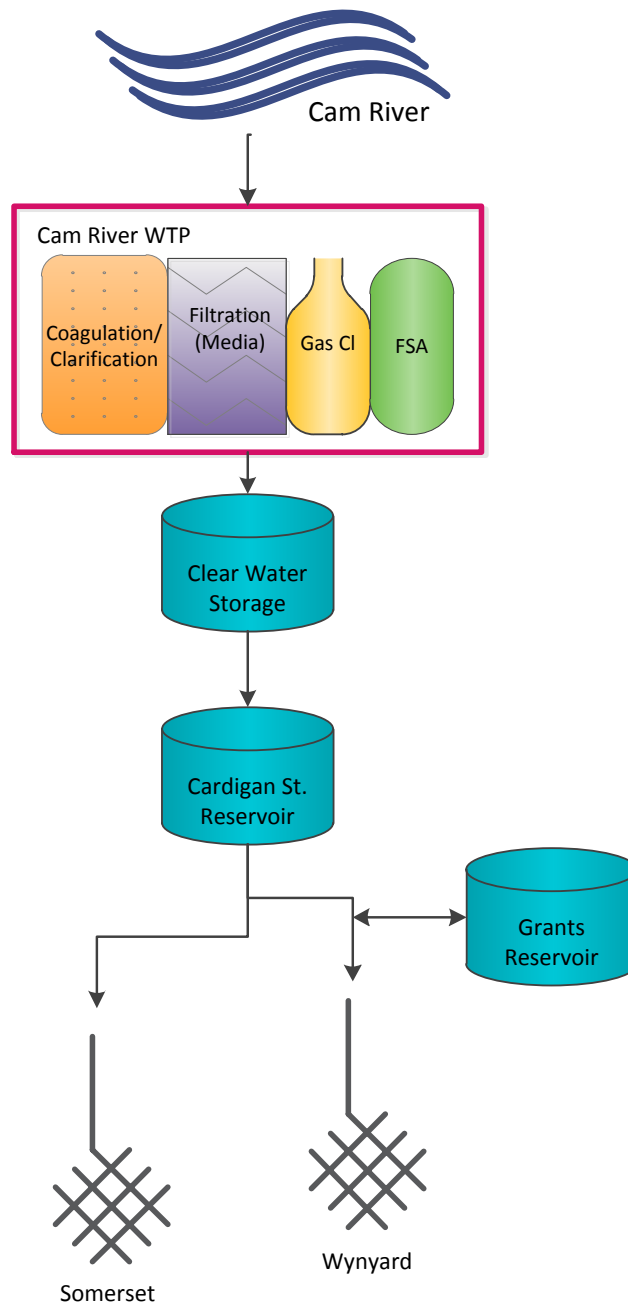 Cam River
Cam River WTP
Coagulation/
Clarification
Filtration
(Media)
Gas Cl
FSA
Clear Water
Storage
Cardigan St.
Reservoir
Grants
Reservoir
Wynyard
Somerset